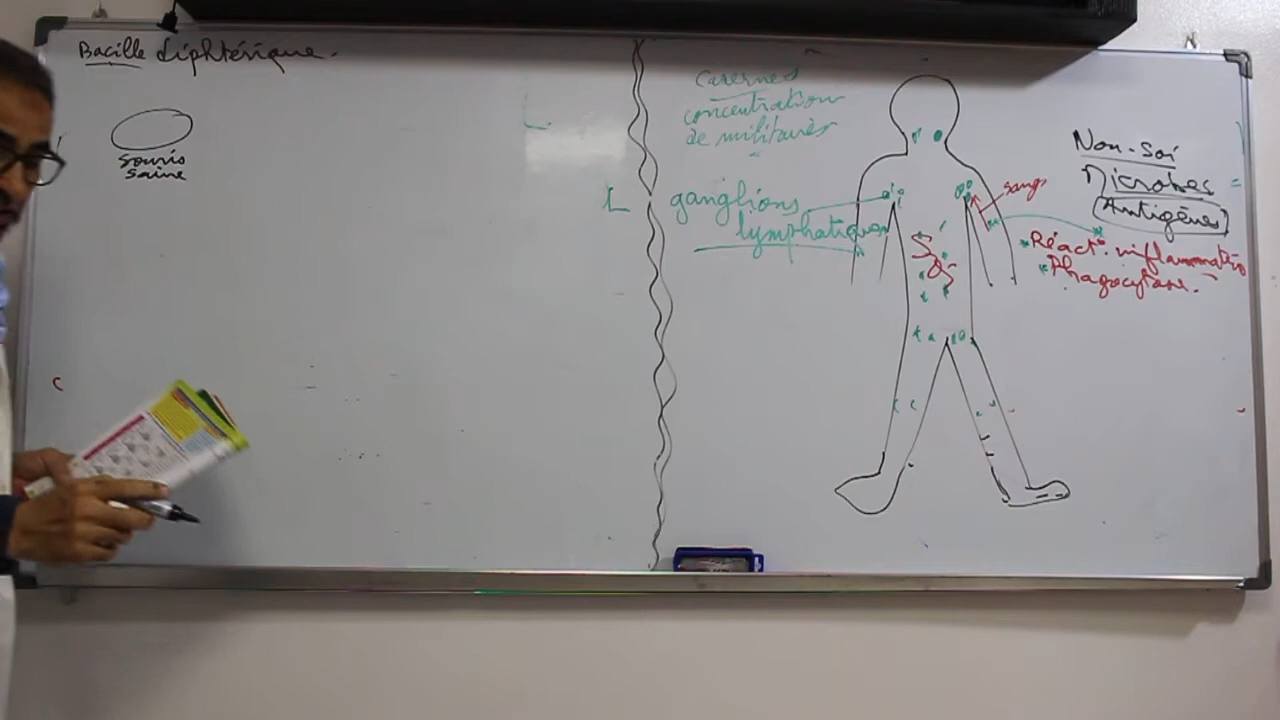 Bacille diphtérique.
Souris
Saine
Casernes
concentration
de militaires
ganglions
lymphatiques
sang
Non-Soi
Microbes
Antigènes
Réact. inflammatoire
Phagocytose.